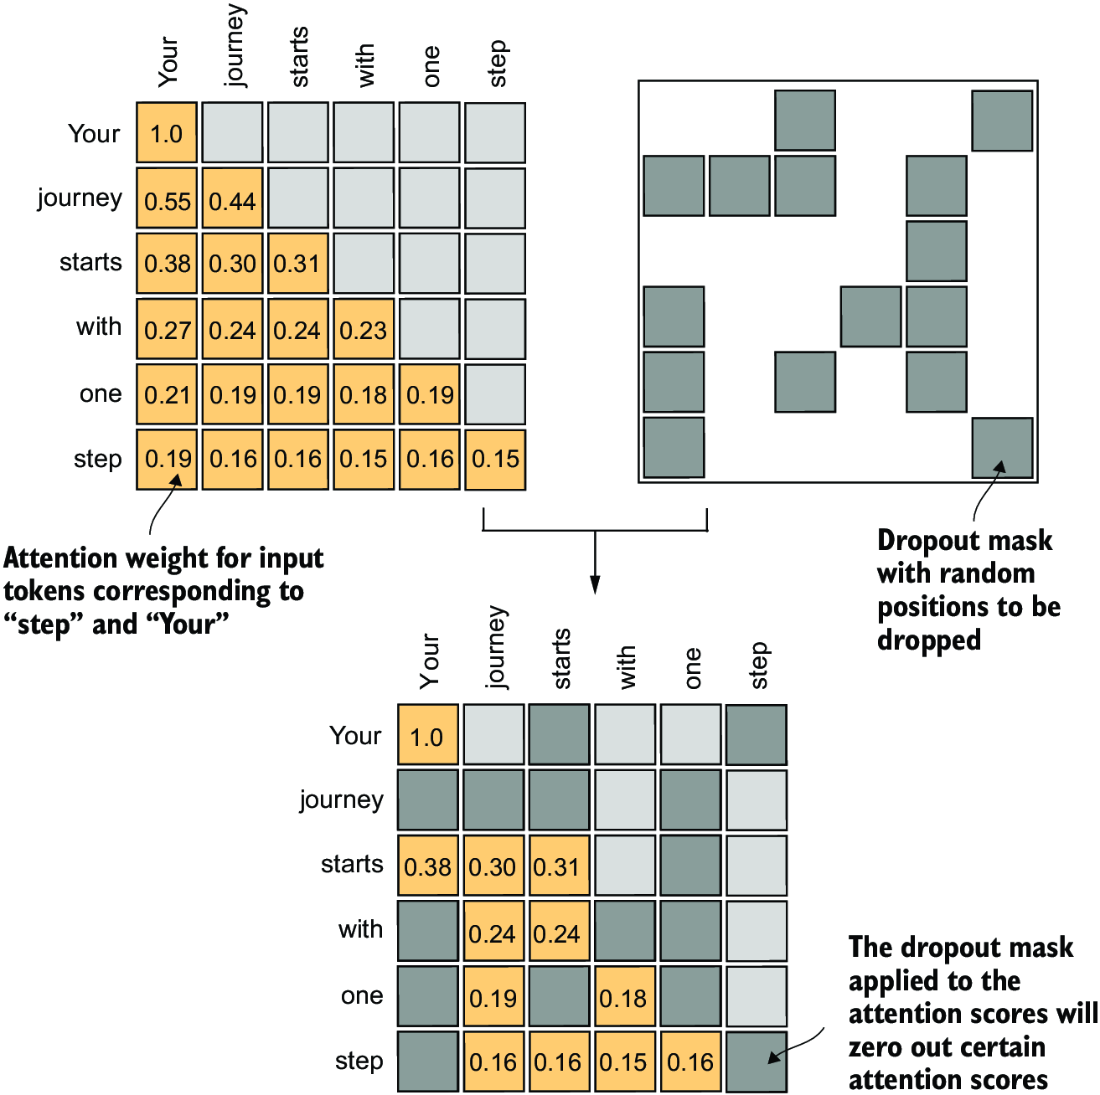 Your journey starts with one step
Your 1.0
journey 0.55 0.44
starts 0.38 0.30 0.31
with 0.27 0.24 0.24 0.23
one 0.21 0.19 0.19 0.18 0.19
step 0.19 0.16 0.16 0.15 0.16 0.15
Attention weight for input
tokens corresponding to
“step” and “Your”
Dropout mask
with random
positions to be
dropped
Your journey starts with one step
Your 1.0
journey
starts 0.38 0.30 0.31
with 0.24 0.24
one 0.19 0.18
step 0.16 0.16 0.15 0.16
The dropout mask
applied to the
attention scores will
zero out certain
attention scores